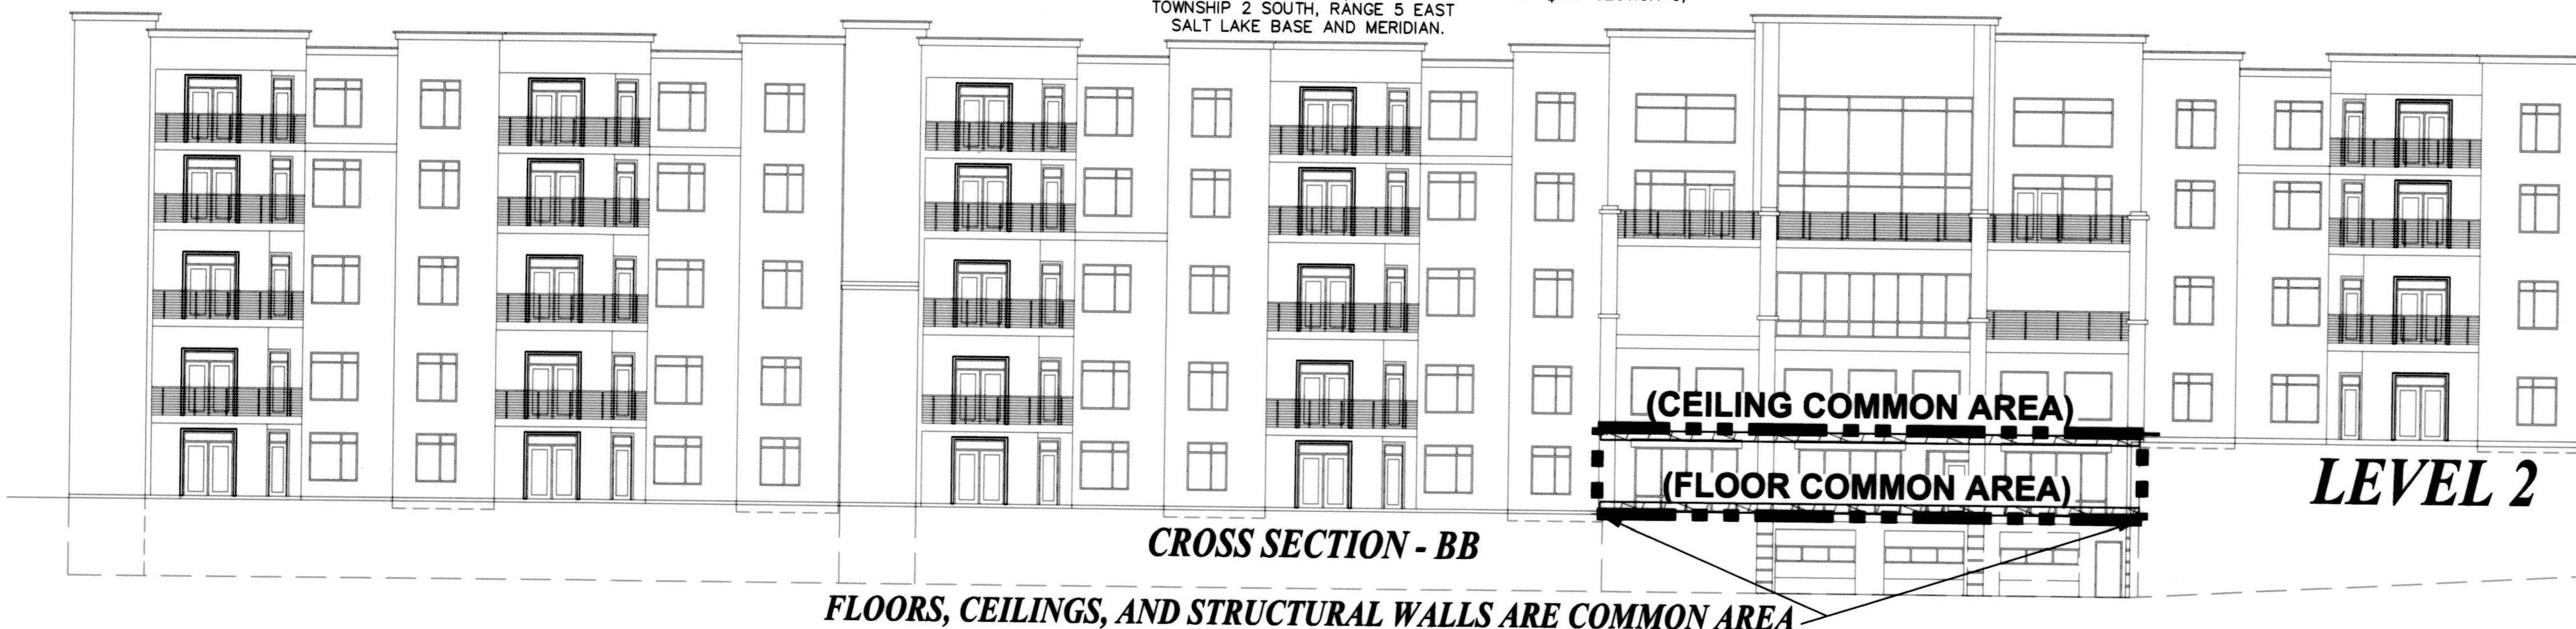 TOWNSHIP 2 SOUTH, RANGE 5 EAST
SALT LAKE BASE AND MERIDIAN.
(CEILING COMMON AREA)
(FLOOR COMMON AREA)
LEVEL 2
CROSS SECTION - BB
FLOORS, CEILINGS, AND STRUCTURAL WALLS ARE COMMON AREA